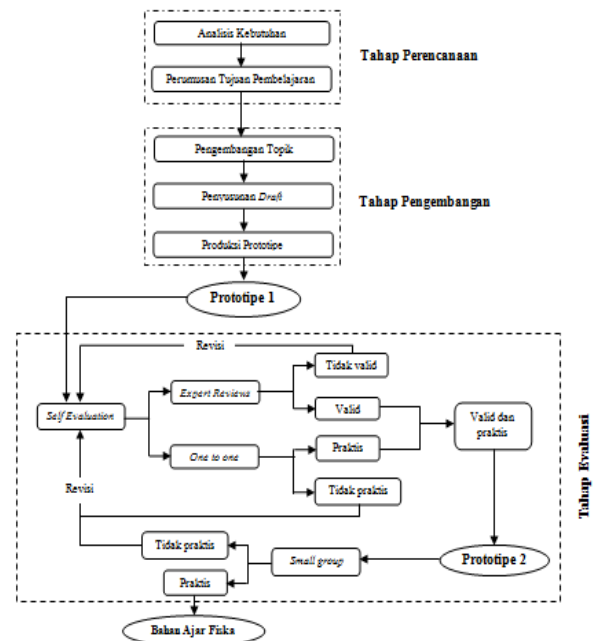 Analisis Kebutuhan
Tahap Perencanaan
Perumusan Tujuan Pembelajaran
Pengembangan Topik
Penyusunan Draft
Tahap Pengembangan
Produksi Prototipe
Prototipe 1
Revisi
Tidak valid
Expert Reviews
Self Evaluation
Valid
Valid dan
praktis
One to one
Praktis
Tidak praktis
Revisi
Tahap Evaluasi
Tidak praktis
Small group
Prototipe 2
Praktis
Bahan Ajar Fisika